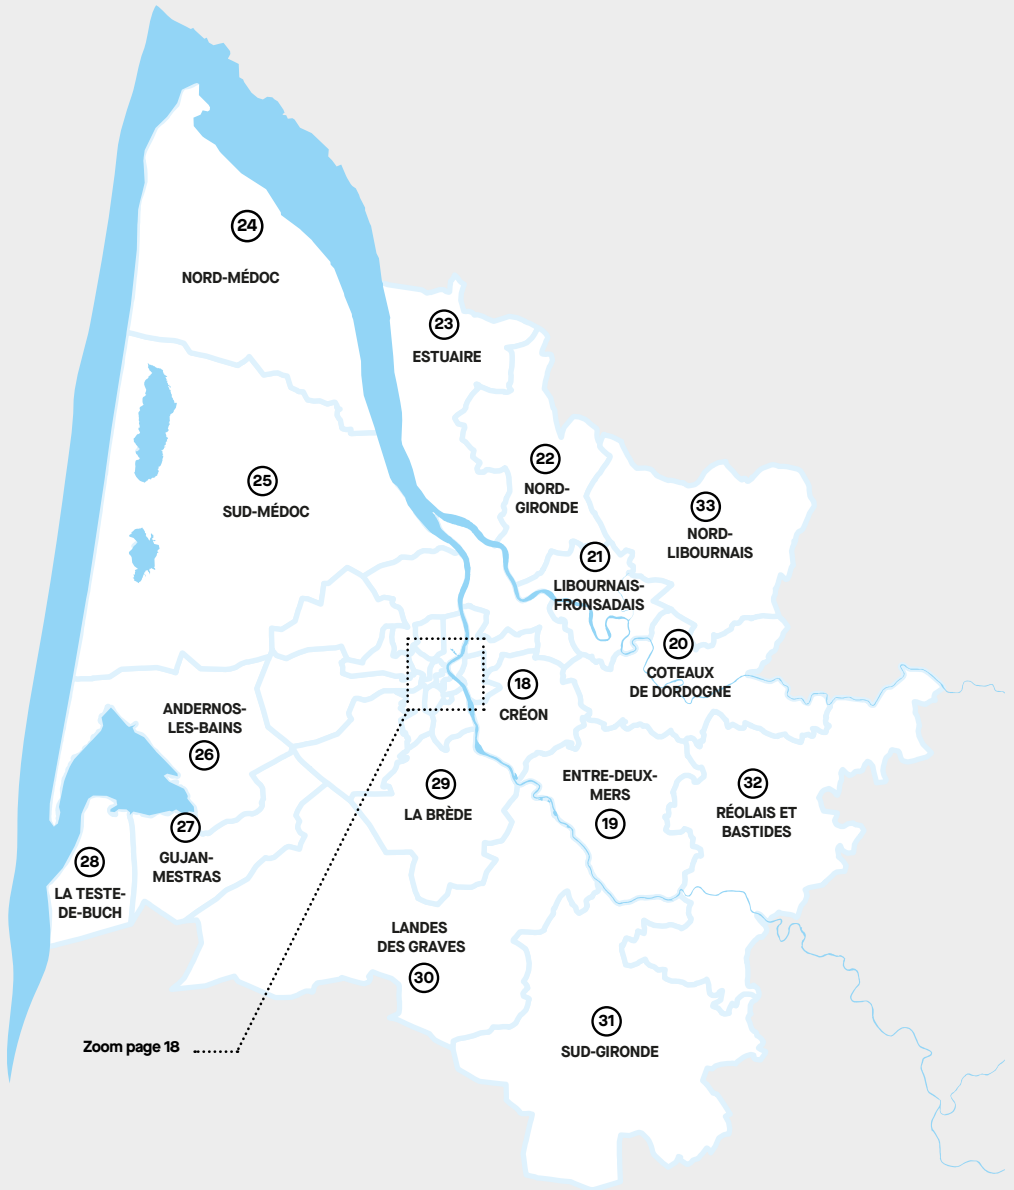 24
NORD-MÉDOC
23
ESTUAIRE
22
NORD-
GIRONDE
25
SUD-MÉDOC
33
NORD-
LIBOURNAIS
21
LIBOURNAIS-
FRONSADAIS
20
COTEAUX
DE DORDOGNE
18
CRÉON
ANDERNOS-
LES-BAINS
26
29
LA BRÈDE
ENTRE-DEUX-
MERS
19
32
RÉOLAIS ET
BASTIDES
27
GUJAN-
MESTRAS
28
LA TESTE-
DE-BUCH
LANDES
DES GRAVES
30
31
SUD-GIRONDE
Zoom page 18